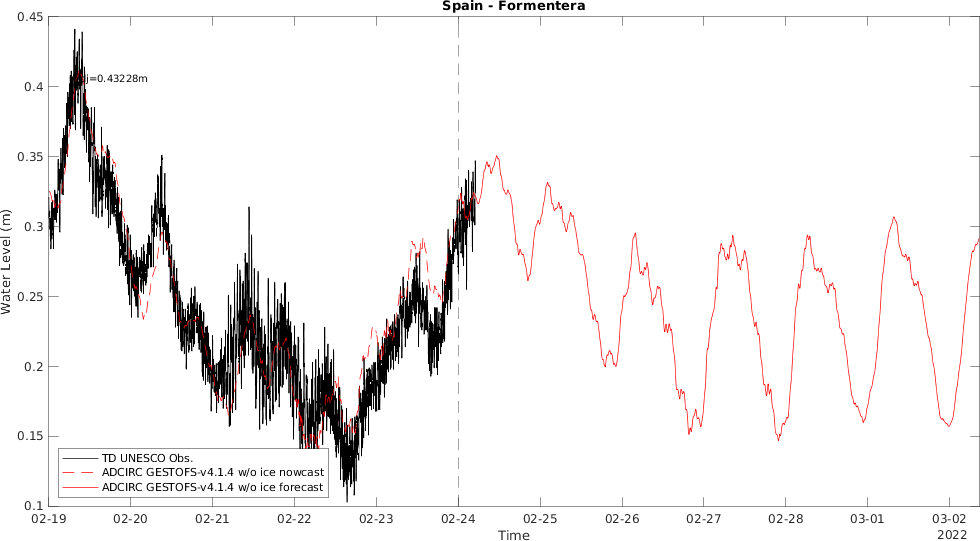 Spain - Formentera
Water Level (m)
0.45
0.4
0.35
0.3
0.25
0.2
0.15
0.1
j=0.43228m
TD UNESCO Obs.
ADCIRC GESTOFS-v4.1.4 w/o ice nowcast
ADCIRC GESTOFS-v4.1.4 w/o ice forecast
02-19 02-20 02-21 02-22 02-23 02-24 02-25 02-26 02-27 02-28 03-01 03-02
Time
2022